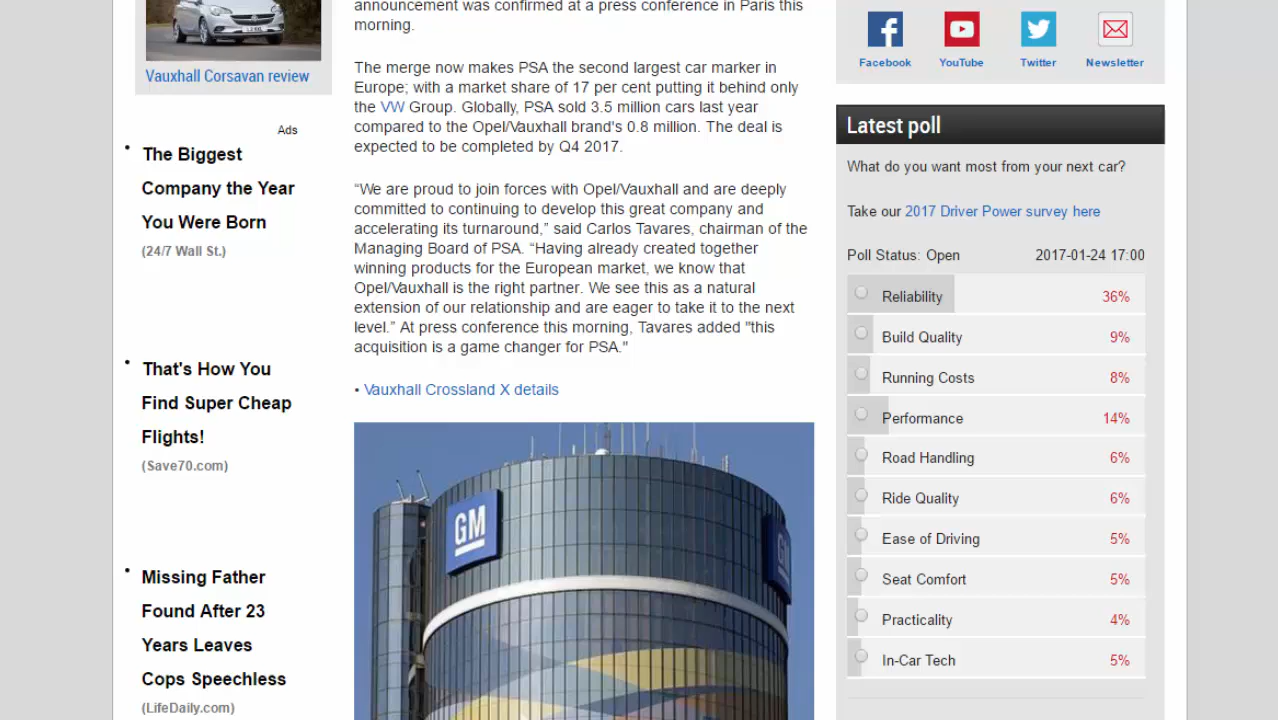 Vauxhall Corsavan review
Ads
• The Biggest
Company the Year
You Were Born
(24/7 Wall St.)
• That's How You
Find Super Cheap
Flights!
(Save70.com)
• Missing Father
Found After 23
Years Leaves
Cops Speechless
(LifeDaily.com)
announcement was confirmed at a press conference in Paris this
morning.
The merge now makes PSA the second largest car marker in
Europe; with a market share of 17 per cent putting it behind only
the VW Group. Globally, PSA sold 3.5 million cars last year
compared to the Opel/Vauxhall brand's 0.8 million. The deal is
expected to be completed by Q4 2017.
“We are proud to join forces with Opel/Vauxhall and are deeply
committed to continuing to develop this great company and
accelerating its turnaround,” said Carlos Tavares, chairman of the
Managing Board of PSA. “Having already created together
winning products for the European market, we know that
Opel/Vauxhall is the right partner. We see this as a natural
extension of our relationship and are eager to take it to the next
level.” At press conference this morning, Tavares added "this
acquisition is a game changer for PSA."
• Vauxhall Crossland X details
GM
Facebook YouTube Twitter Newsletter
Latest poll
What do you want most from your next car?
Take our 2017 Driver Power survey here
Poll Status: Open 2017-01-24 17:00
Reliability 36%
Build Quality 9%
Running Costs 8%
Performance 14%
Road Handling 6%
Ride Quality 6%
Ease of Driving 5%
Seat Comfort 5%
Practicality 4%
In-Car Tech 5%